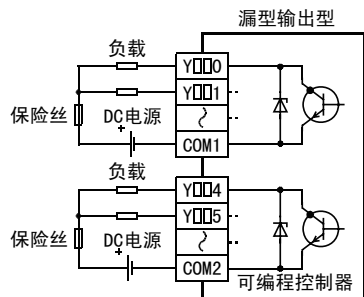 漏型输出型
负载
Y□□0
Y□□1
保险丝
DC电源
+
COM1
负载
Y□□4
Y□□5
保险丝
DC电源
+
COM2
可编程控制器